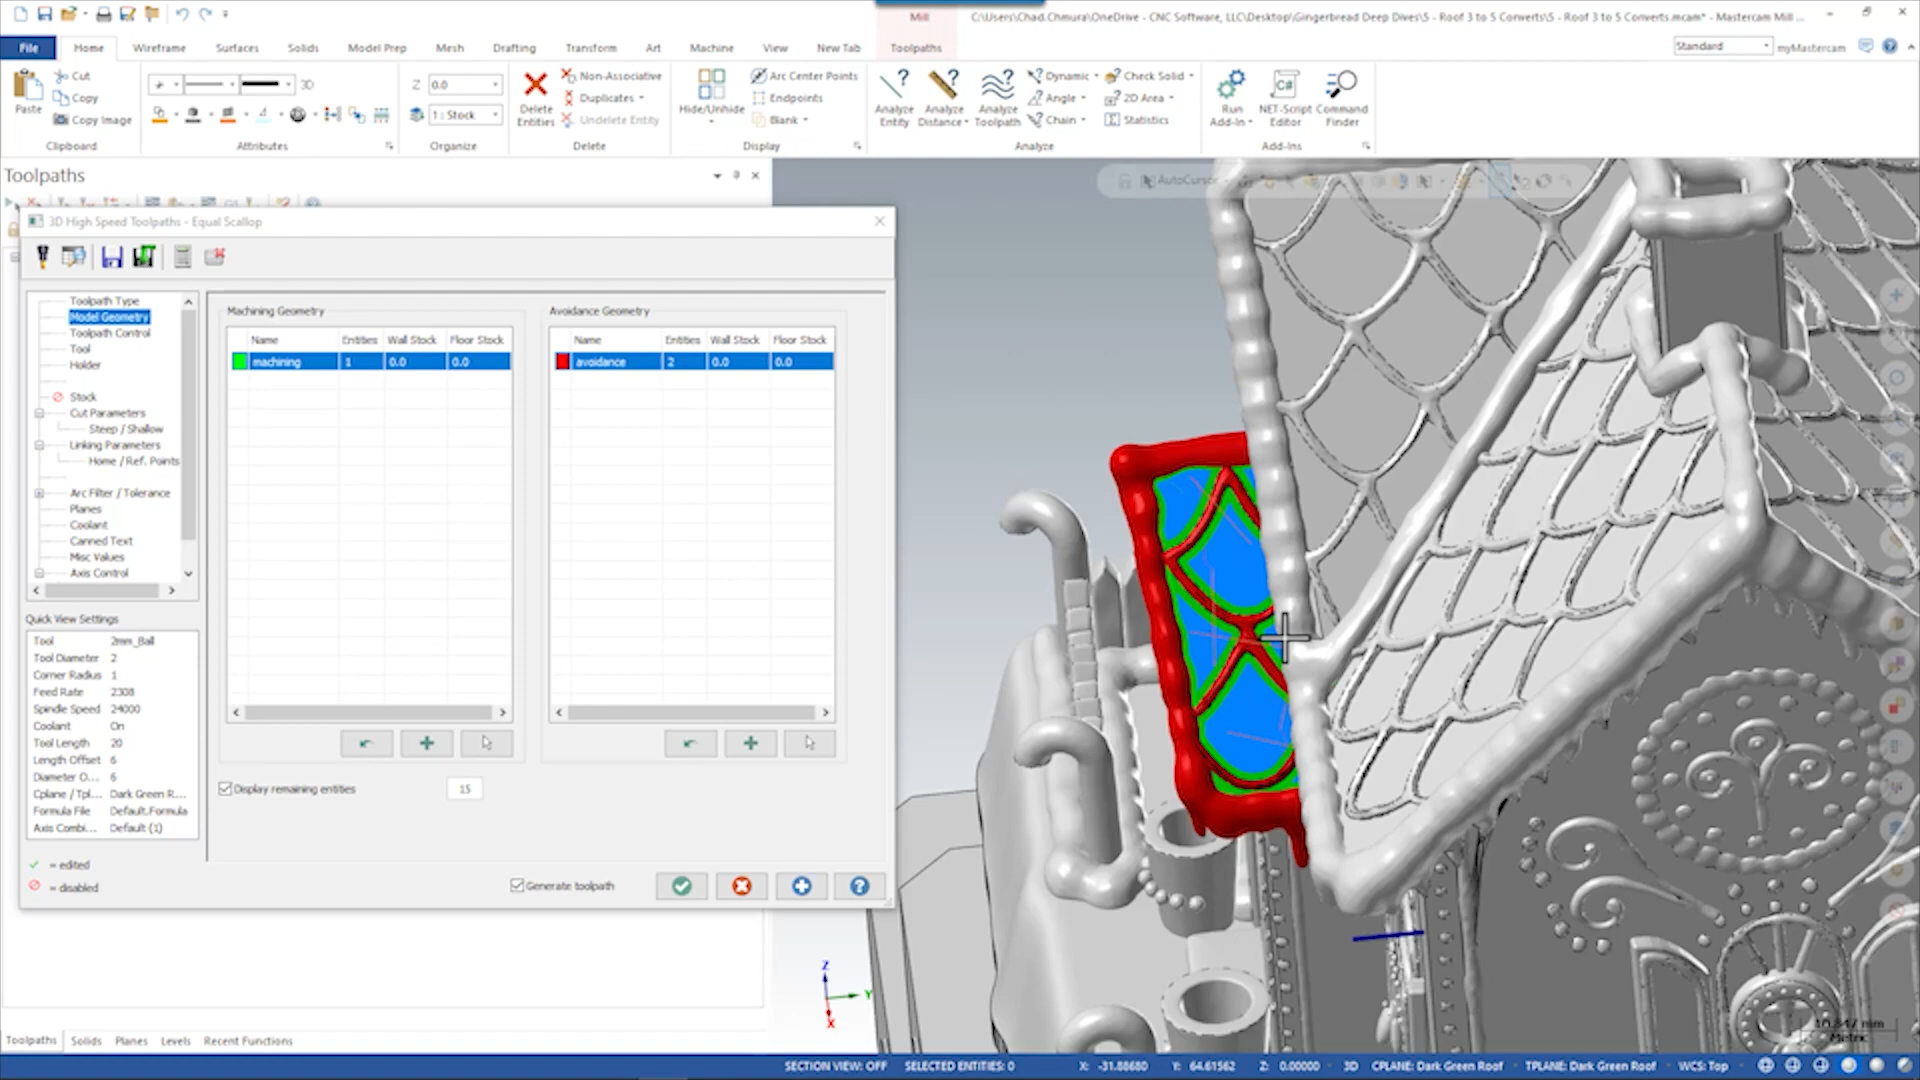 Mill
C:\Users\Chad.Chmura\OneDrive - CNC Software, LLC\Desktop\Gingerbread Deep Dives\5 - Roof 3 to 5 Converts\5 - Roof 3 to 5 Converts.mcam* - Mastercam Mill ...
File Home Wireframe Surfaces Solids Model Prep Mesh Drafting Transform Art Machine View New Tab Toolpaths
Standard myMastercam
Paste
Cut
Copy
Copy Image
Clipboard
3D
Attributes
Z 0.0
1 : Stock
Organize
Delete Entities
Non-Associative
Duplicates
Undelete Entity
Delete
Hide/Unhide
Arc Center Points
Endpoints
Blank
Display
Analyze Entity
Analyze Distance
Analyze Toolpath
Dynamic
Angle
Chain
Check Solid
2D Area
Statistics
Analyze
Run Add-In
NET-Script Editor
Command Finder
Add-Ins
Toolpaths
AutoCursor
3D High Speed Toolpaths - Equal Scallop
Toolpath Type
Model Geometry
Toolpath Control
Tool
Holder
Stock
Cut Parameters
Steep / Shallow
Linking Parameters
Home / Ref. Points
Arc Filter / Tolerance
Planes
Coolant
Canned Text
Misc Values
Axis Control
Machining Geometry
Name Entities Wall Stock Floor Stock
machining 1 0.0 0.0
Avoidance Geometry
Name Entities Wall Stock Floor Stock
avoidance 2 0.0 0.0
Display remaining entities 15
Quick View Settings
Tool 2mm_Ball
Tool Diameter 2
Corner Radius 1
Feed Rate 2308
Spindle Speed 24000
Coolant On
Tool Length 20
Length Offset 6
Diameter O... 6
Cplane / Tpl... Dark Green R...
Formula File Default.Formula
Axis Combi... Default (1)
= edited
= disabled
Generate toolpath
Z
Y
X
10.847 mm
Metric
Toolpaths Solids Planes Levels Recent Functions
SECTION VIEW: OFF SELECTED ENTITIES: 0 X: -31.88680 Y: 64.61562 Z: 0.00000 3D CPLANE: Dark Green Roof TPLANE: Dark Green Roof WCS: Top